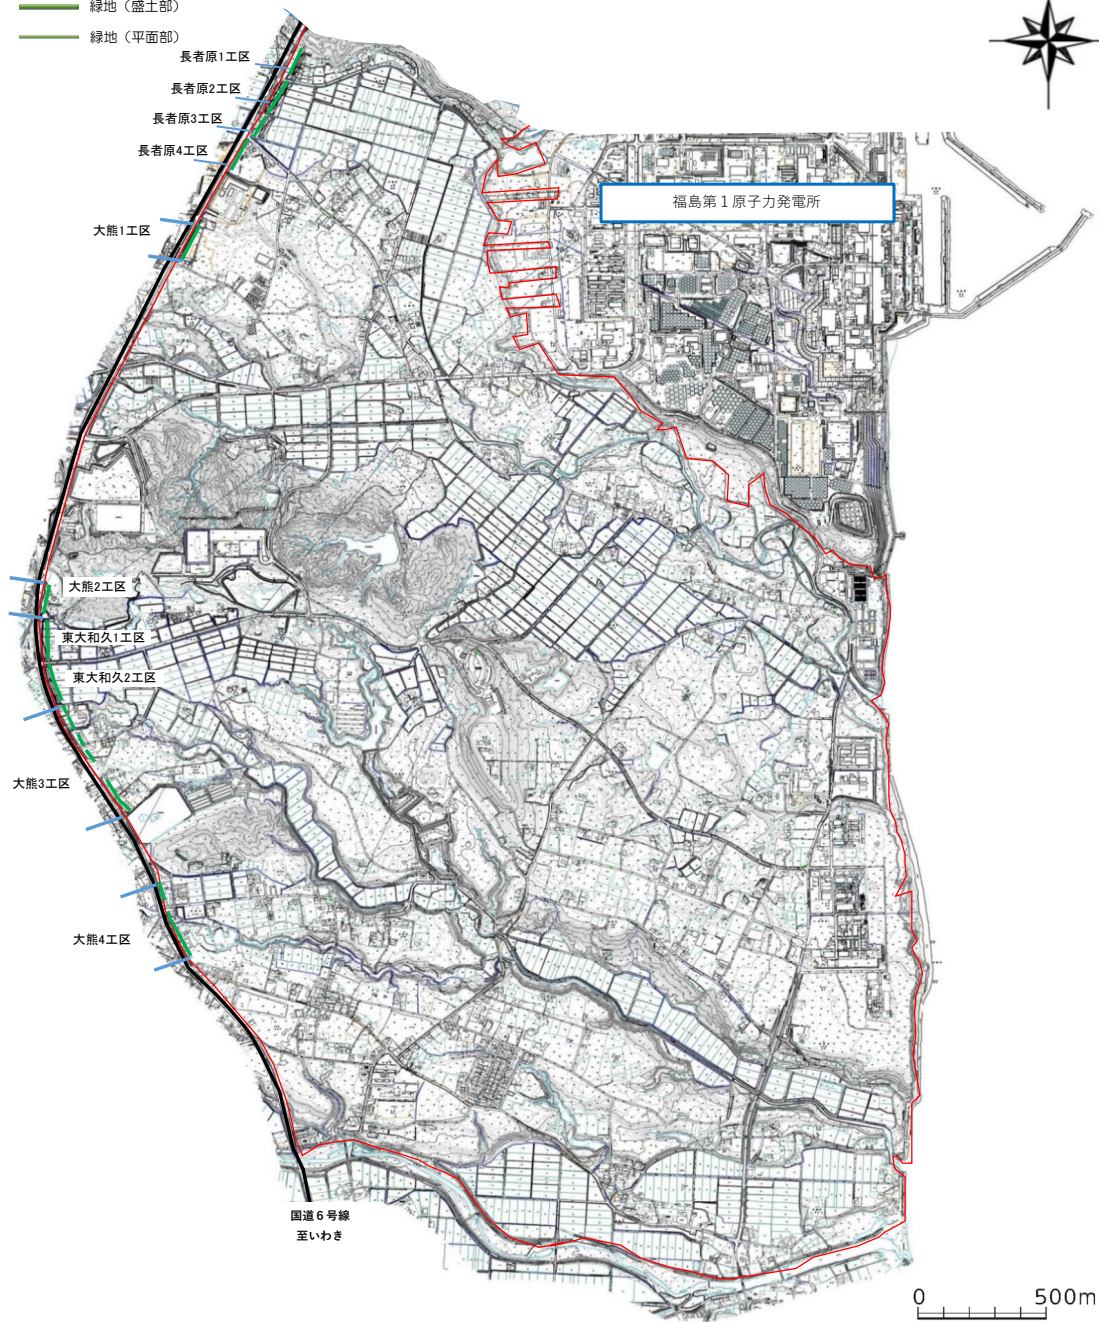 緑地（盛土部）
緑地（平面部）
長者原1工区
長者原2工区
長者原3工区
長者原4工区
福島第１原子力発電所
大熊1工区
大熊2工区
東大和久1工区
東大和久2工区
大熊3工区
大熊4工区
国道６号線
至いわき
0 500m